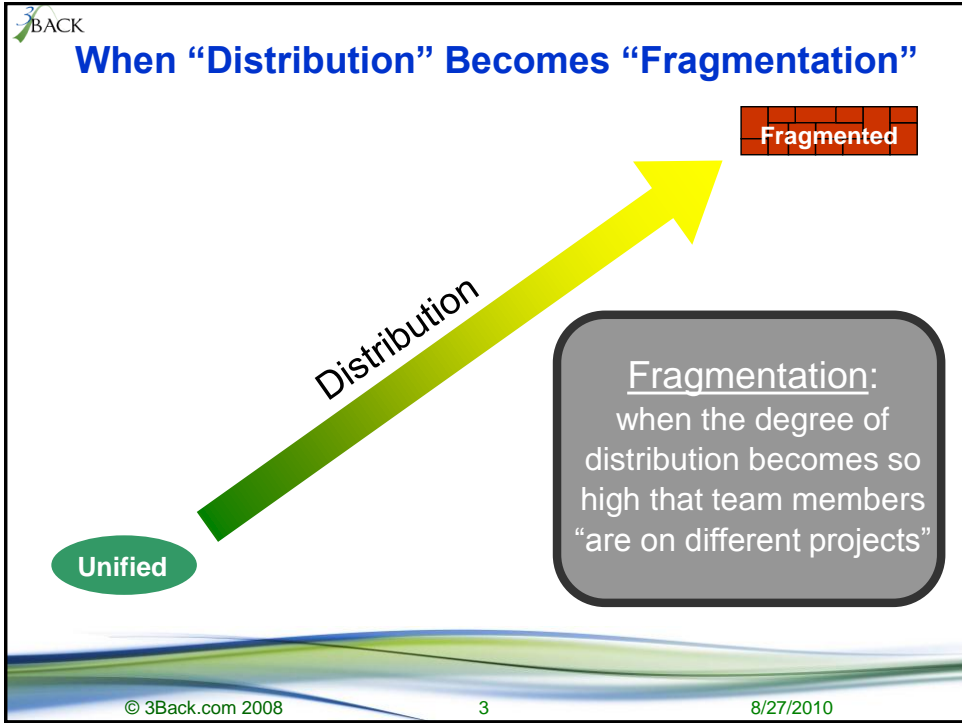 3BACK
When “Distribution” Becomes “Fragmentation”
Fragmented
Distribution
Fragmentation:
when the degree of
distribution becomes so
high that team members
“are on different projects”
Unified
© 3Back.com 2008
3
8/27/2010